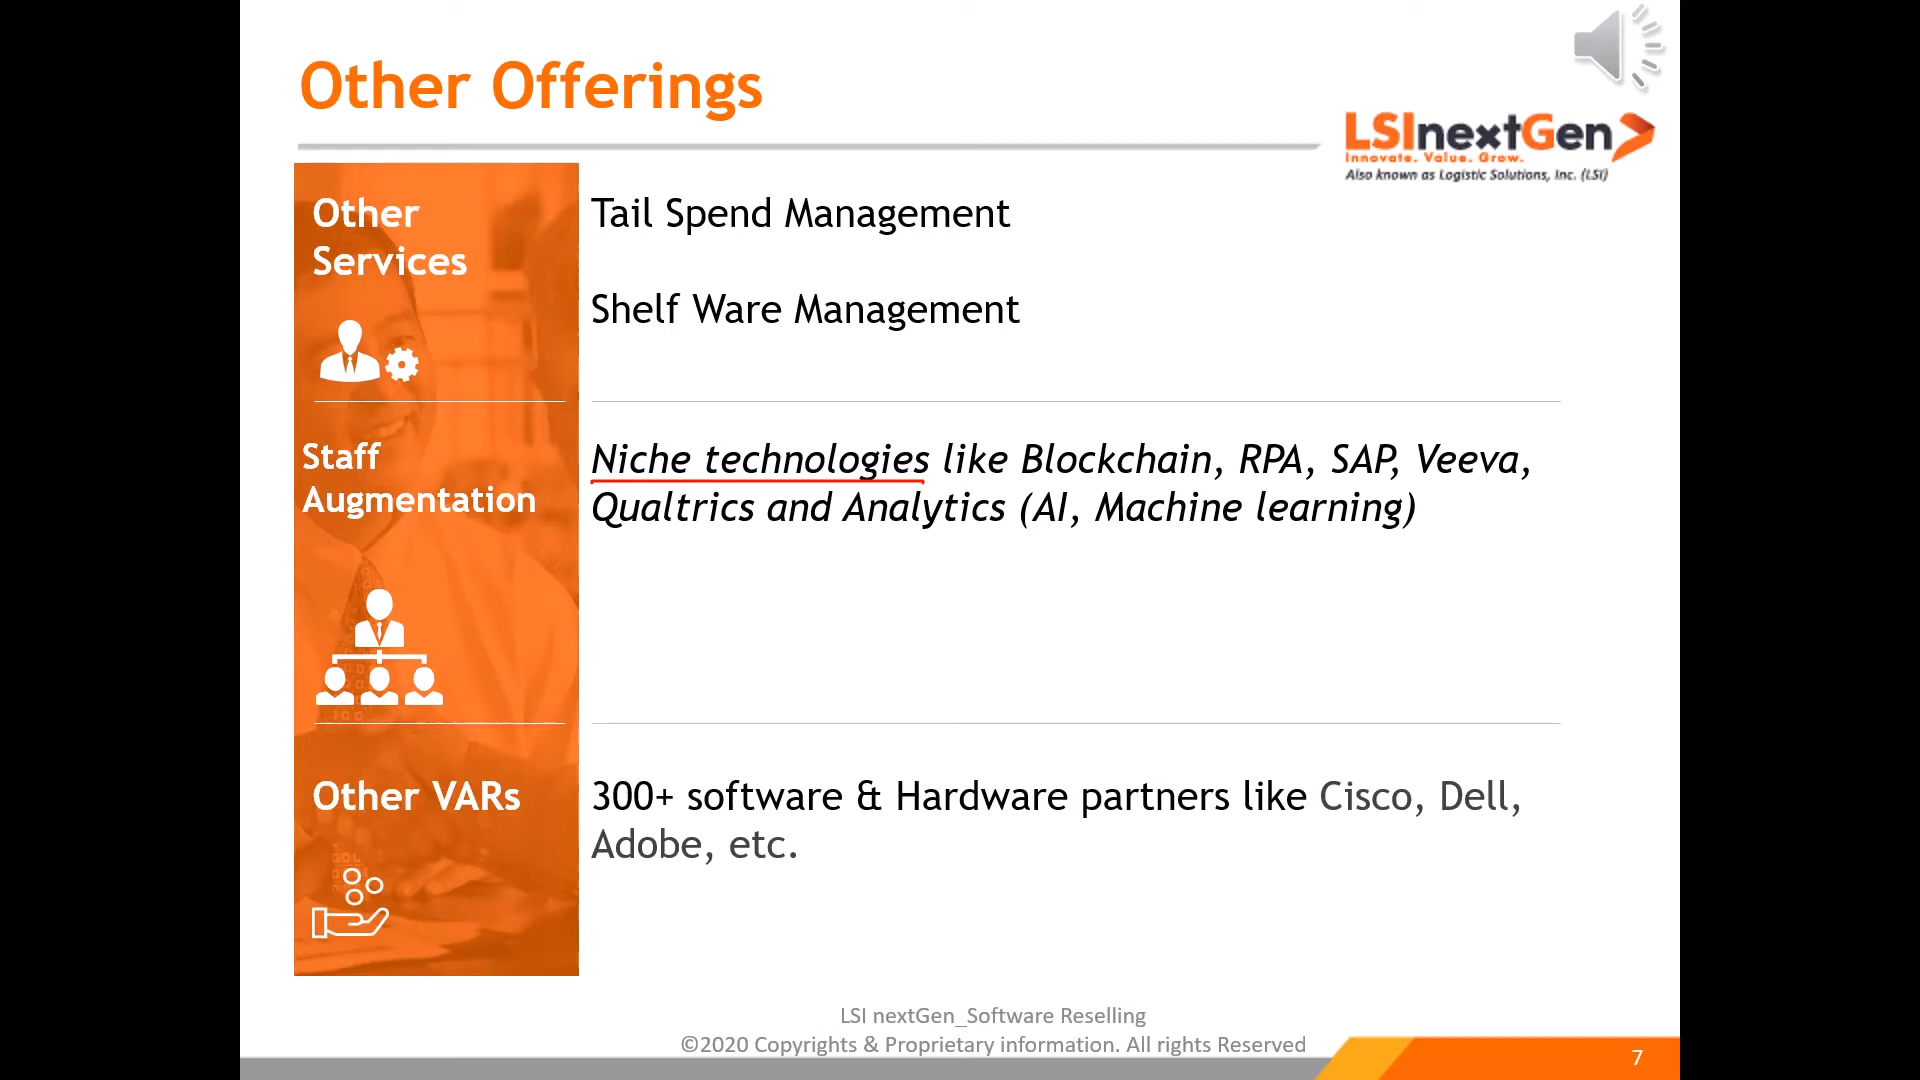 Other Offerings
LSInextGen
Innovate. Value. Grow.
Also known as Logistic Solutions, Inc. (LSI)
Other
Services
Tail Spend Management
Shelf Ware Management
Staff
Augmentation
Niche technologies like Blockchain, RPA, SAP, Veeva,
Qualtrics and Analytics (AI, Machine learning)
Other VARs
300+ software & Hardware partners like Cisco, Dell,
Adobe, etc.
LSI nextGen_Software Reselling
©2020 Copyrights & Proprietary information. All rights Reserved
7